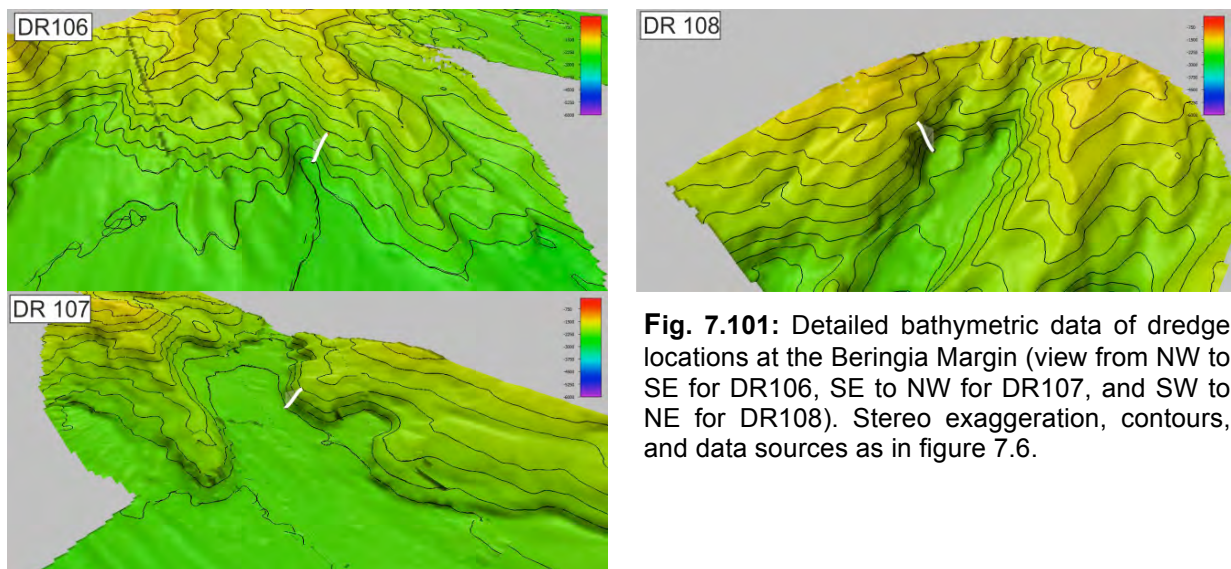 DR106
DR 108
DR 107
Fig. 7.101: Detailed bathymetric data of dredge
locations at the Beringia Margin (view from NW to
SE for DR106, SE to NW for DR107, and SW to
NE for DR108). Stereo exaggeration, contours,
and data sources as in figure 7.6.